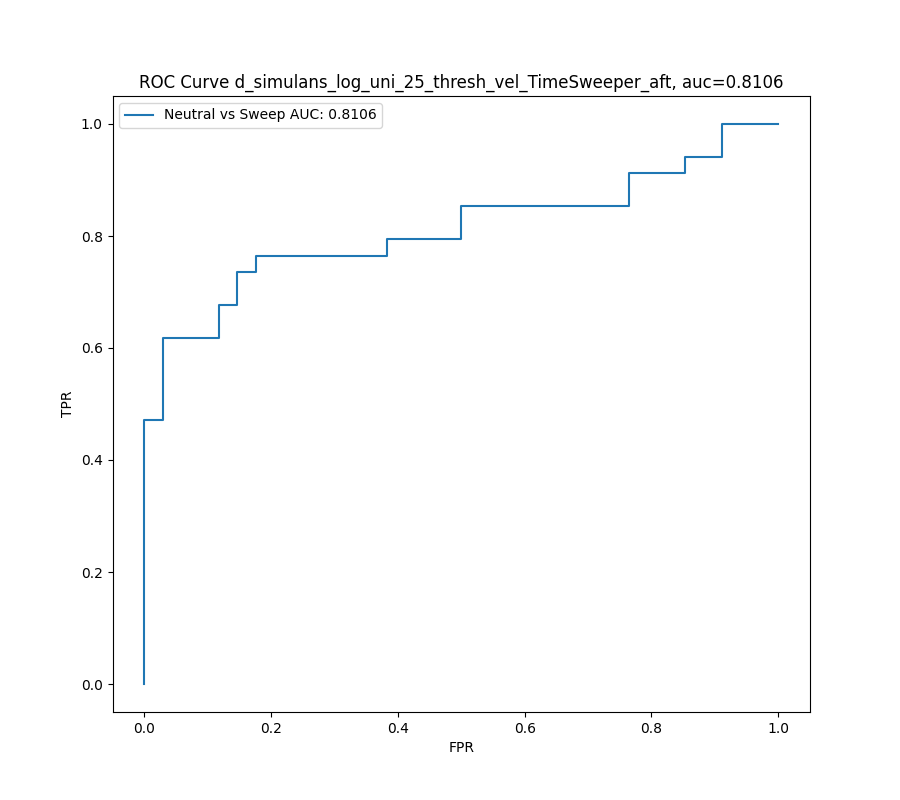 ROC Curve d_simulans_log_uni_25_thresh_vel_TimeSweeper_aft, auc=0.8106
Neutral vs Sweep AUC: 0.8106
1.0
0.8
0.6
0.4
0.2
0.0
TPR
0.0 0.2 0.4 0.6 0.8 1.0
FPR